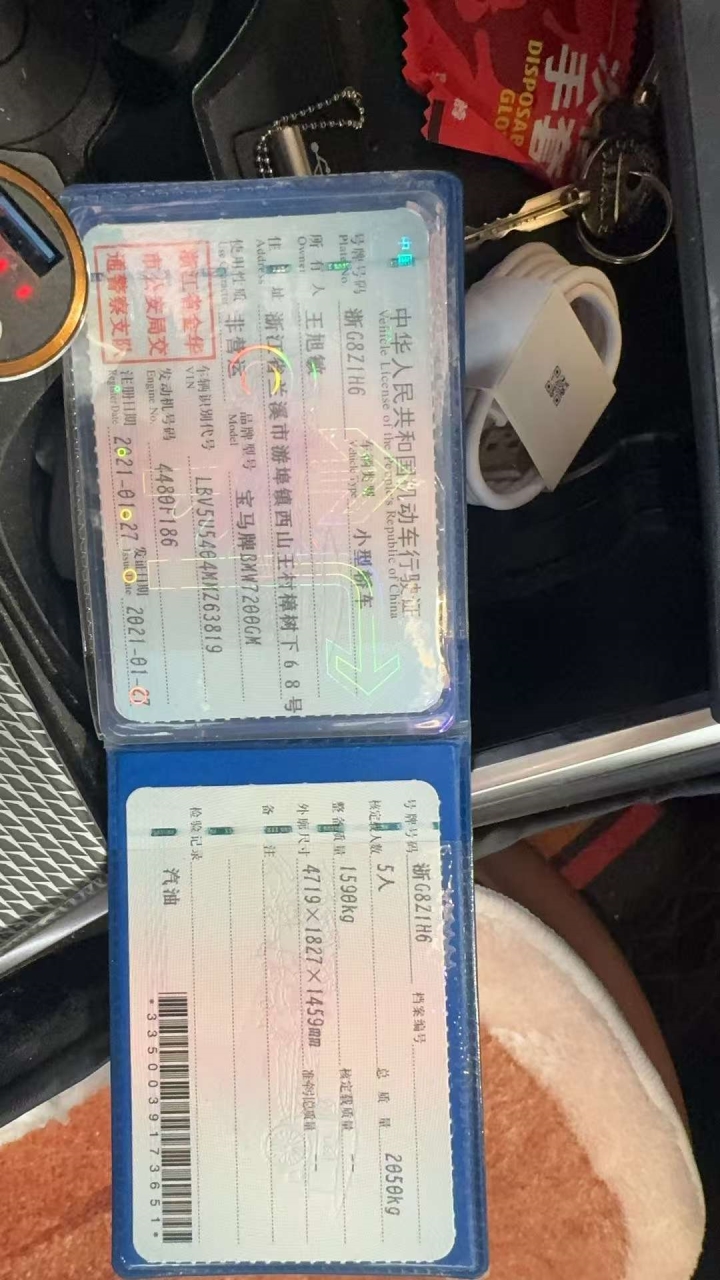 中国
中华人民共和国机动车行驶证
Vehicle License of the People's Republic of China
号牌号码 浙G8Z1H6 车辆类型 小型轿车
Plate No. Vehicle Type
所有人
Owner
住址 兰溪市游埠镇西山王村樟树下68号
Address
使用性质 非营运 品牌型号 宝马牌BMW7200GM
Model
浙江省金华
市公安局交
通警察支队
车辆识别代号 LBV5U5404MMZ63819
VIN
发动机号码 4480F186
Engine No.
注册日期 2021-01-27 发证日期 2021-01-27
Register Date Issue Date
号牌号码 浙G8Z1H6 档案编号
核定载人数 5人 总质量 2050kg
整备质量 1590kg 核定载质量 --
外廓尺寸 4719×1827×1459mm 准牵引总质量 --
备注
检验记录
汽油
*3350039173651*
手套
DISPOSAB
GLO